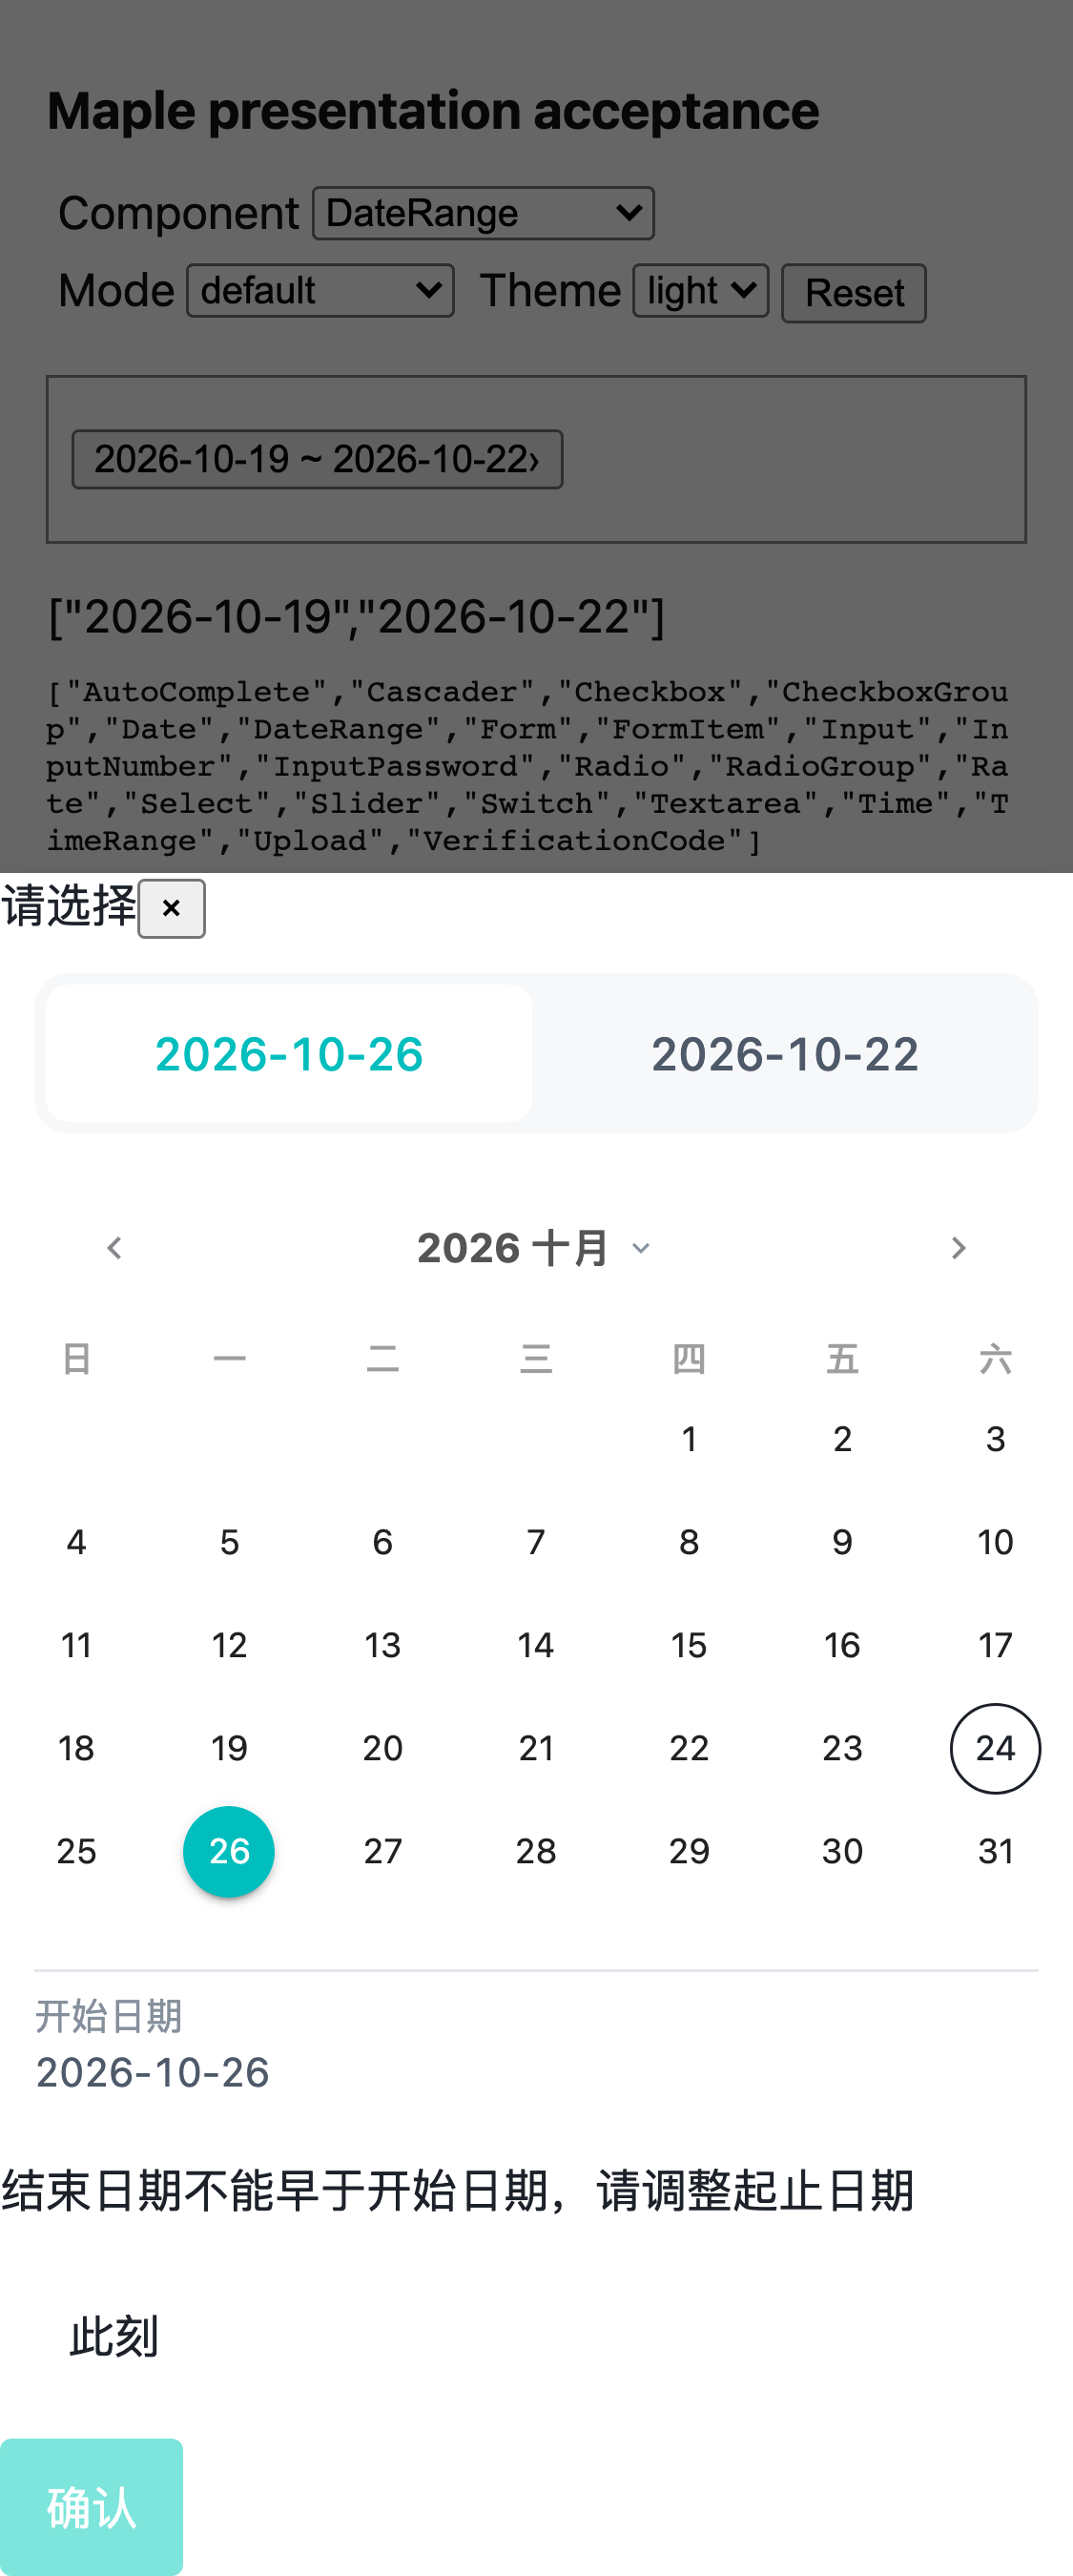 Maple presentation acceptance
Component DateRange
Mode default Theme light Reset
2026-10-19 ~ 2026-10-22›
["2026-10-19","2026-10-22"]
["AutoComplete","Cascader","Checkbox","CheckboxGrou
p","Date","DateRange","Form","FormItem","Input","In
putNumber","InputPassword","Radio","RadioGroup","Ra
te","Select","Slider","Switch","Textarea","Time","T
imeRange","Upload","VerificationCode"]
请选择 ×
2026-10-26 2026-10-22
2026 十月
日 一 二 三 四 五 六
1 2 3
4 5 6 7 8 9 10
11 12 13 14 15 16 17
18 19 20 21 22 23 24
25 26 27 28 29 30 31
开始日期
2026-10-26
结束日期不能早于开始日期，请调整起止日期
此刻
确认